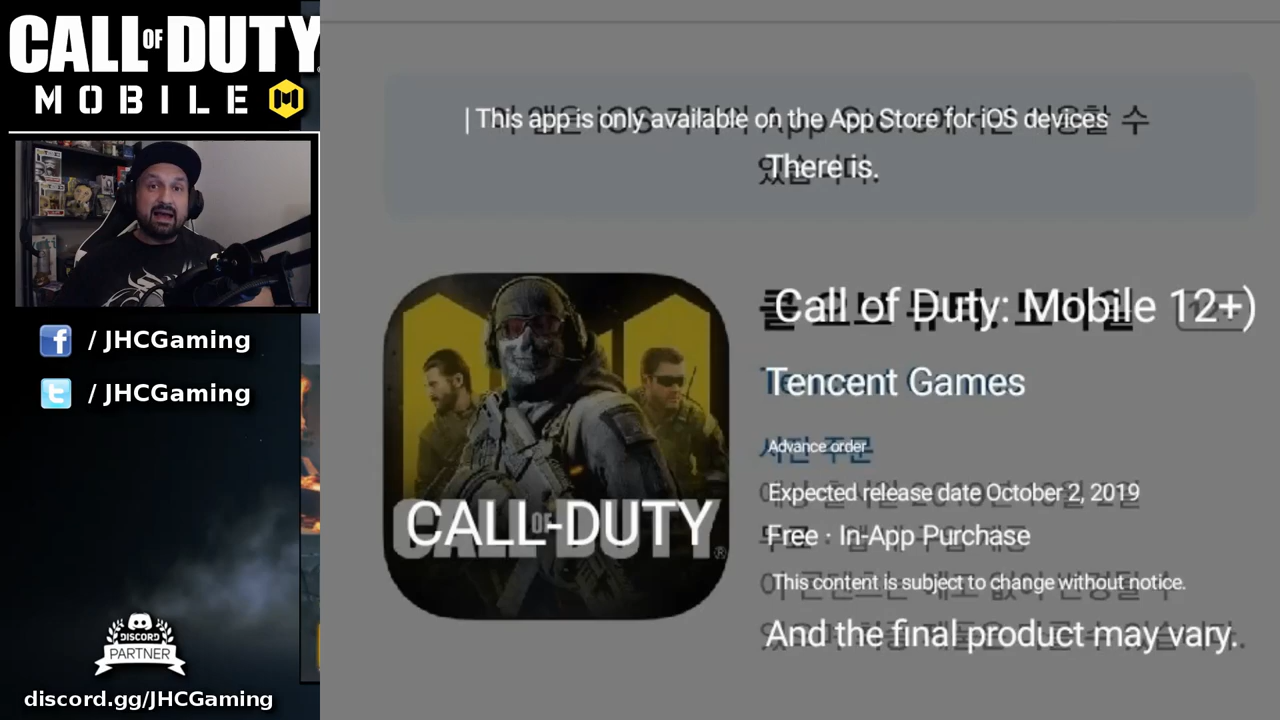 CALL OF DUTY
MOBILE
/ JHCGaming
/ JHCGaming
DISCORD
PARTNER
discord.gg/JHCGaming
| This app is only available on the App Store for iOS devices
There is.
CALL-DUTY
Call of Duty: Mobile 12+)
Tencent Games
Advance order
Expected release date October 2, 2019
Free · In-App Purchase
This content is subject to change without notice.
And the final product may vary.